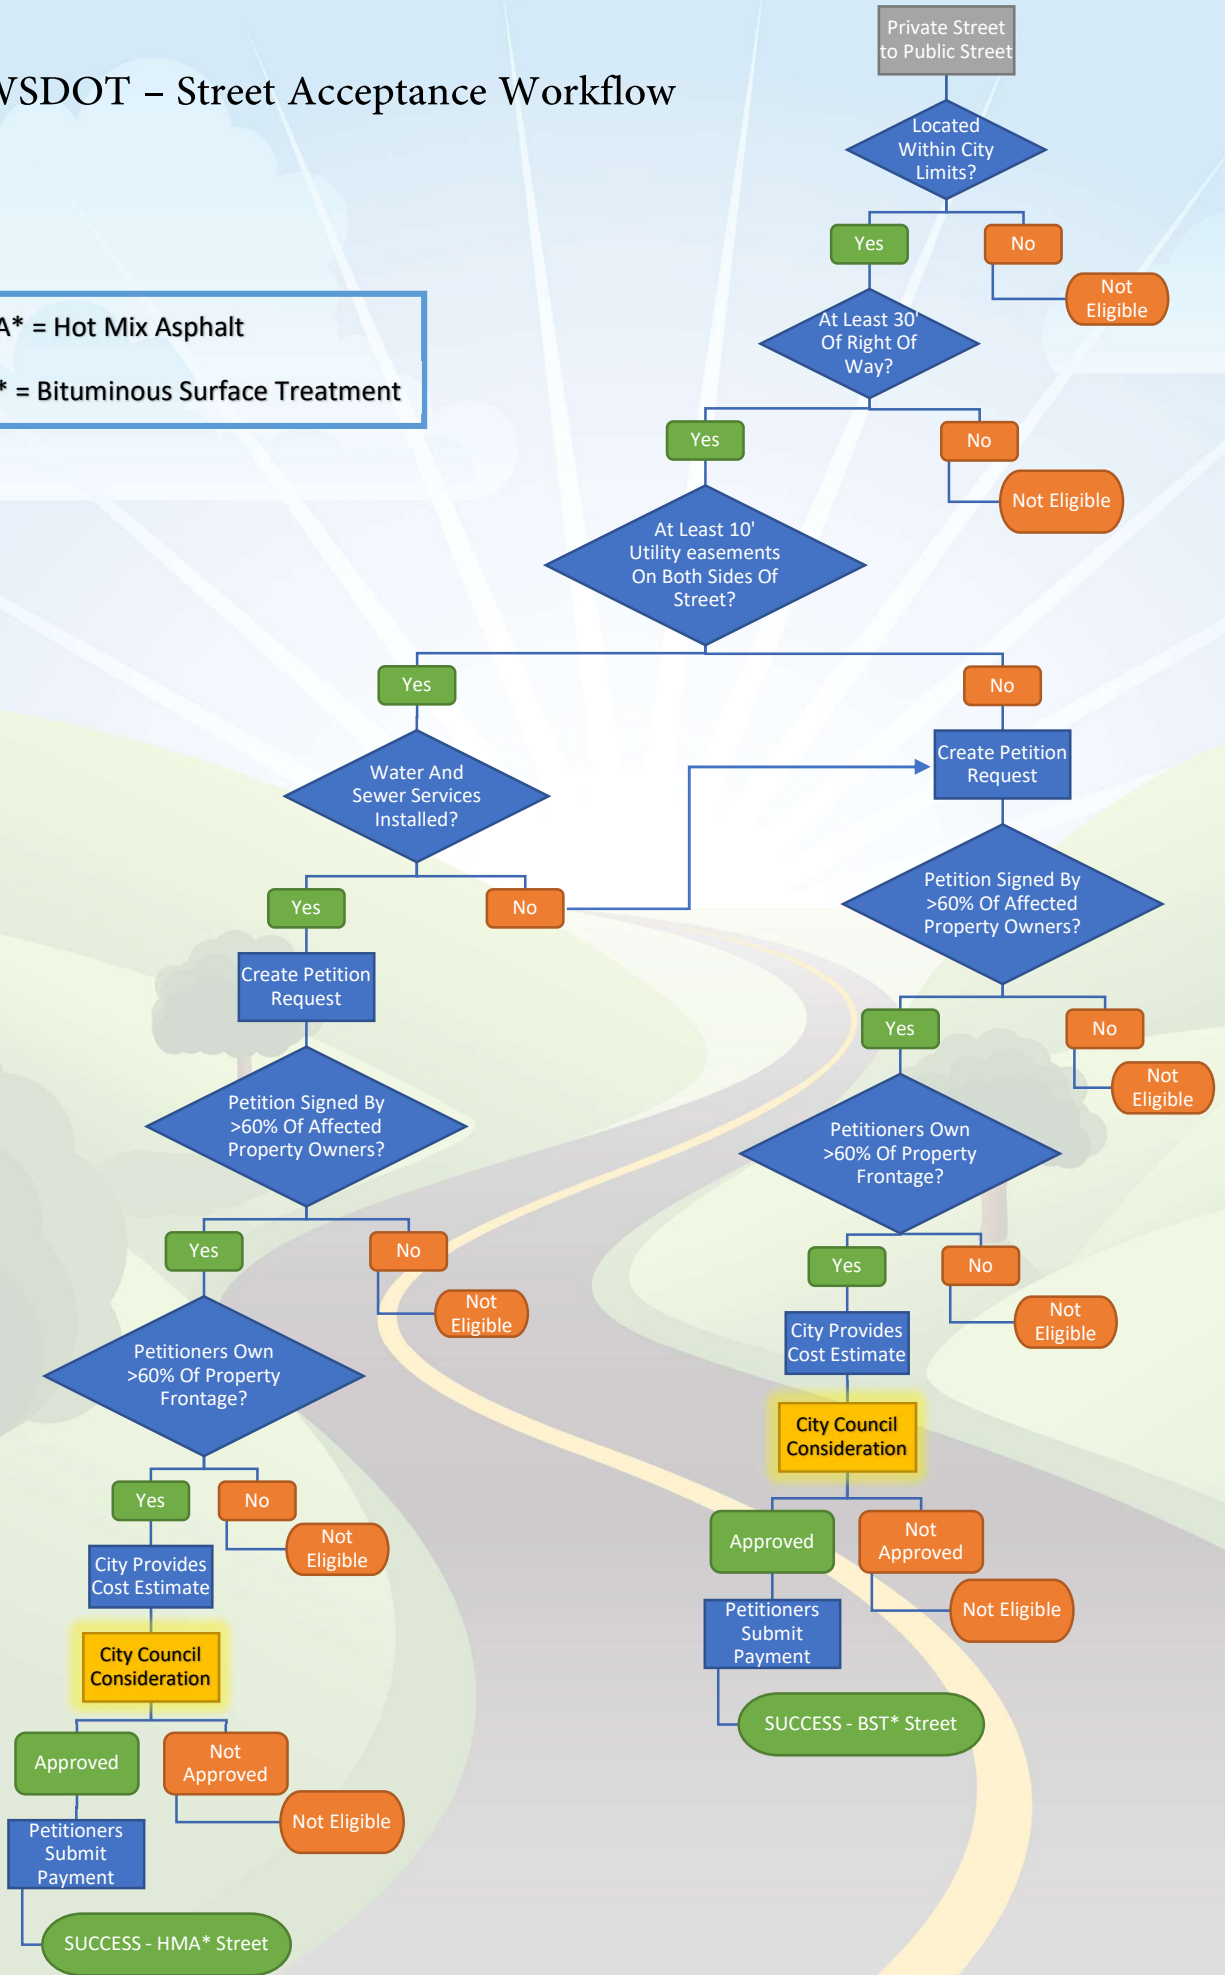 Private Street
to Public Street
WSDOT – Street Acceptance Workflow
Located
Within City
Limits?
Yes
No
Not
Eligible
A* = Hot Mix Asphalt
* = Bituminous Surface Treatment
At Least 30'
Of Right Of
Way?
Yes
No
Not Eligible
At Least 10'
Utility easements
On Both Sides Of
Street?
Yes
No
Water And
Sewer Services
Installed?
Create Petition
Request
Yes
No
Petition Signed By
>60% Of Affected
Property Owners?
Create Petition
Request
Yes
No
Not
Eligible
Petition Signed By
>60% Of Affected
Property Owners?
Petitioners Own
>60% Of Property
Frontage?
Yes
No
Not
Eligible
Yes
No
Not
Eligible
Petitioners Own
>60% Of Property
Frontage?
City Provides
Cost Estimate
City Council
Consideration
Yes
No
Not
Eligible
Approved
Not
Approved
Not Eligible
City Provides
Cost Estimate
Petitioners
Submit
Payment
City Council
Consideration
SUCCESS - BST* Street
Approved
Not
Approved
Not Eligible
Petitioners
Submit
Payment
SUCCESS - HMA* Street